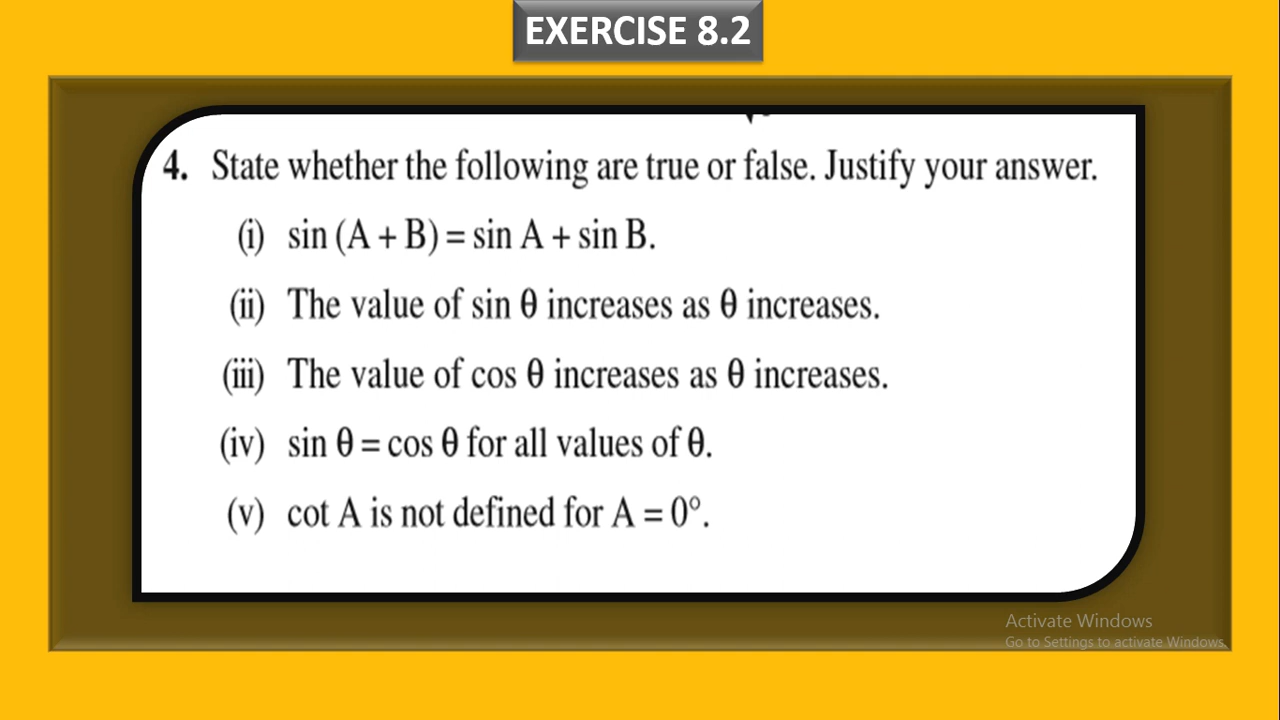 EXERCISE 8.2
4. State whether the following are true or false. Justify your answer.
(i) sin (A + B) = sin A + sin B.
(ii) The value of sin θ increases as θ increases.
(iii) The value of cos θ increases as θ increases.
(iv) sin θ = cos θ for all values of θ.
(v) cot A is not defined for A = 0°.
Activate Windows
Go to Settings to activate Windows.